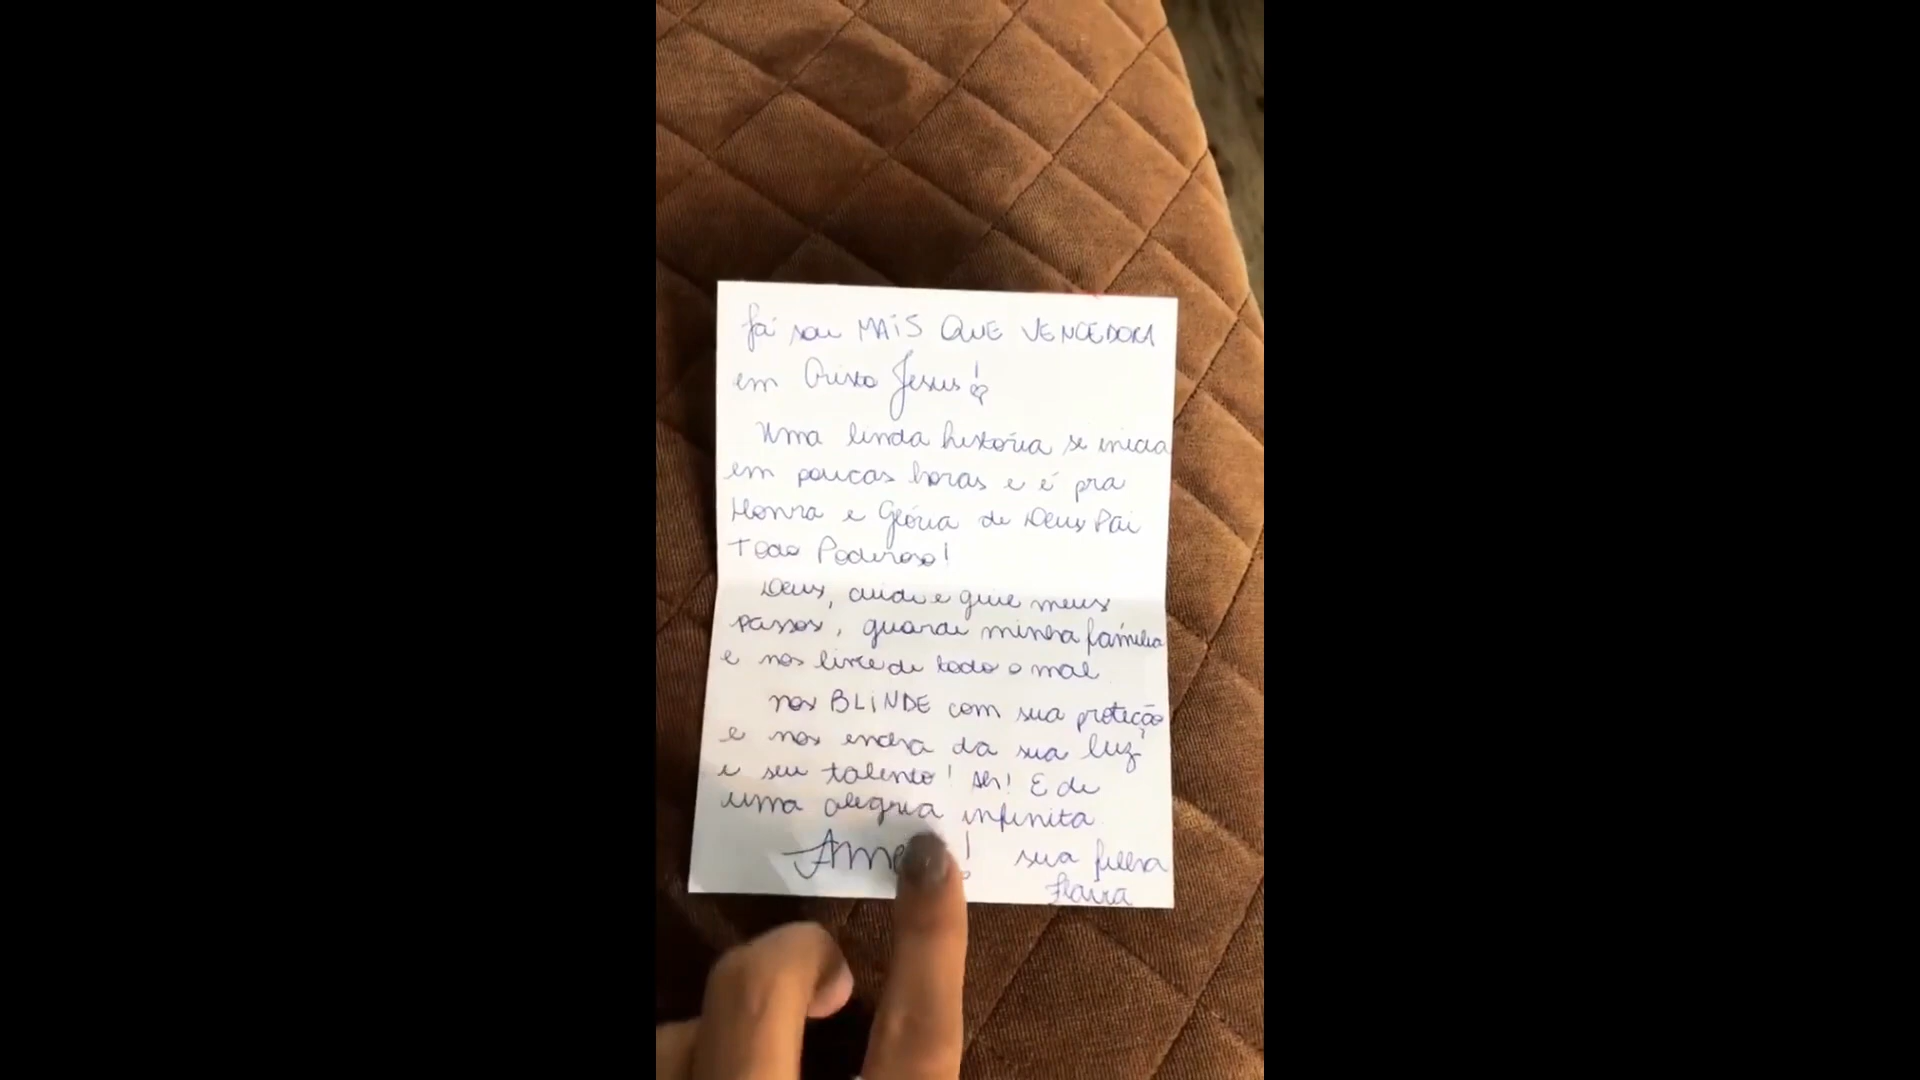 Já sou MAiS QUE VENCEDORA
em Cristo Jesus!
Uma linda história se inicia
em poucas horas e é pra
Honra e Glória de Deus Pai
Todo Poderoso!
Deus, cuide e guie meus
passos, guarde minha família
e nos livre de todo o mal
nos BLiNDE com sua proteção
e nos encha da sua luz
e seu talento! E de
uma alegria infinita.
sua filha
Flavia